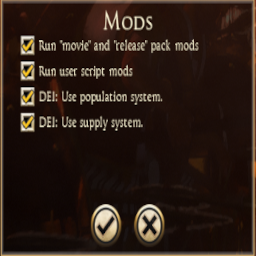 Mods
Run "movie" and "release" pack mods
Run user script mods
DEI: Use population system.
DEI: Use supply system.